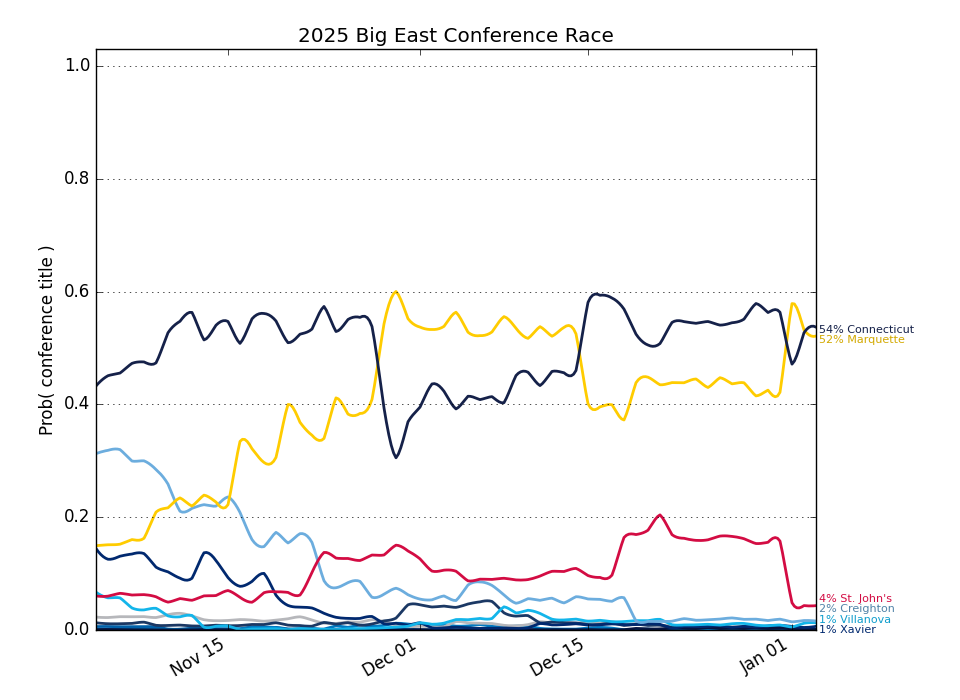 2025 Big East Conference Race
Prob( conference title )
1.0
0.8
0.6
0.4
0.2
0.0
54% Connecticut
52% Marquette
4% St. John's
2% Creighton
1% Villanova
1% Xavier
Nov 15
Dec 01
Dec 15
Jan 01